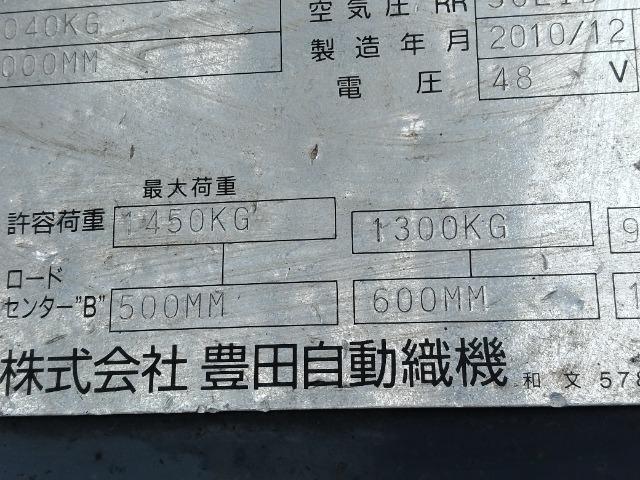 040KG
000MM
空気圧 RR
製造年月 2010/12
電圧 48 V
最大荷重
許容荷重 1450KG 1300KG 9
ロード
センター"B" 500MM 600MM 1
株式会社 豊田自動織機 和文 578